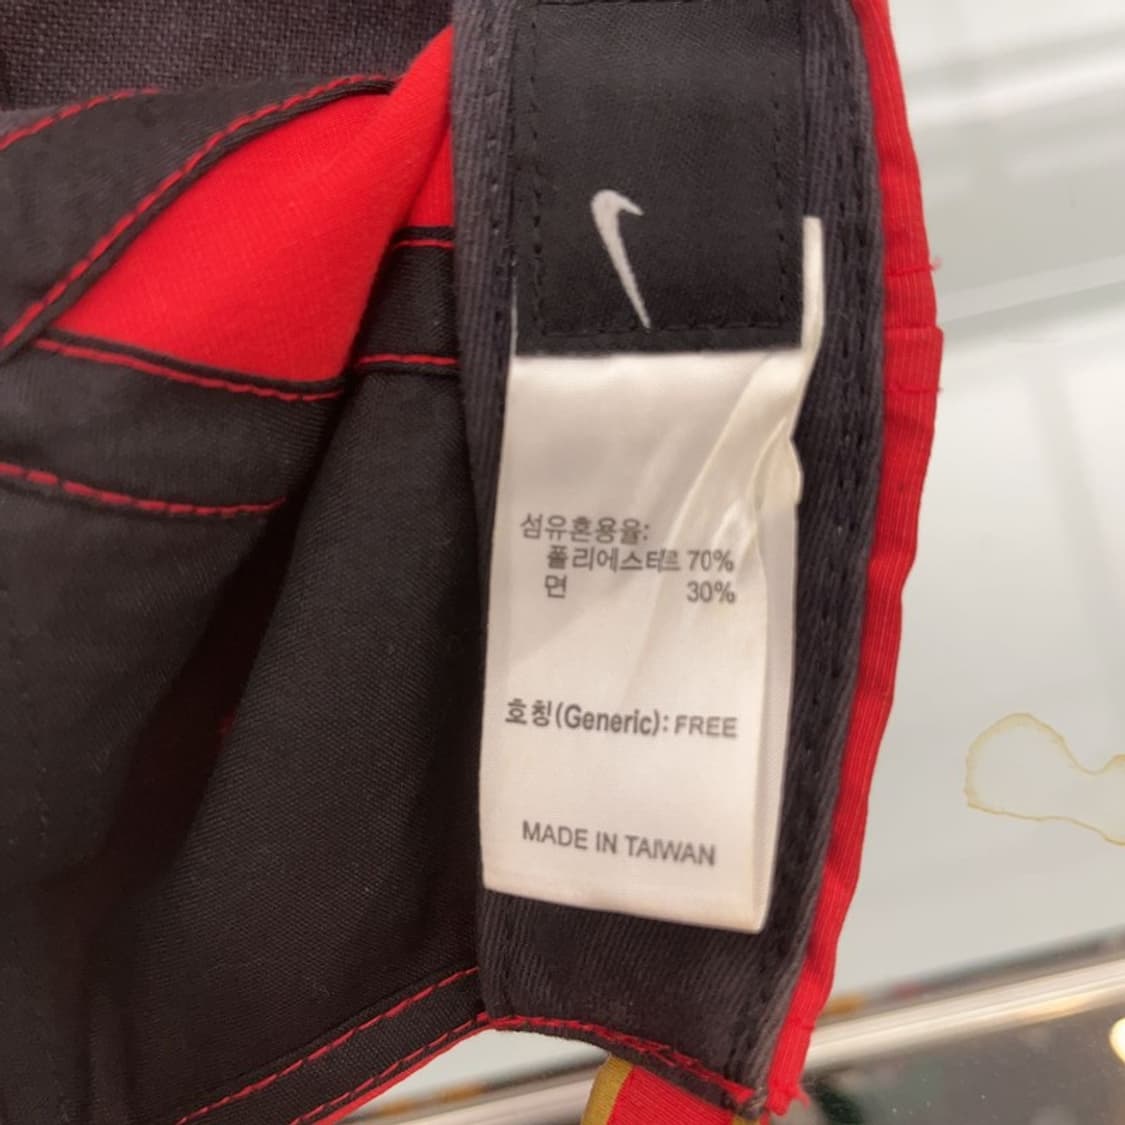 섬유혼용율:
폴리에스테르 70%
면 30%
호칭(Generic): FREE
MADE IN TAIWAN